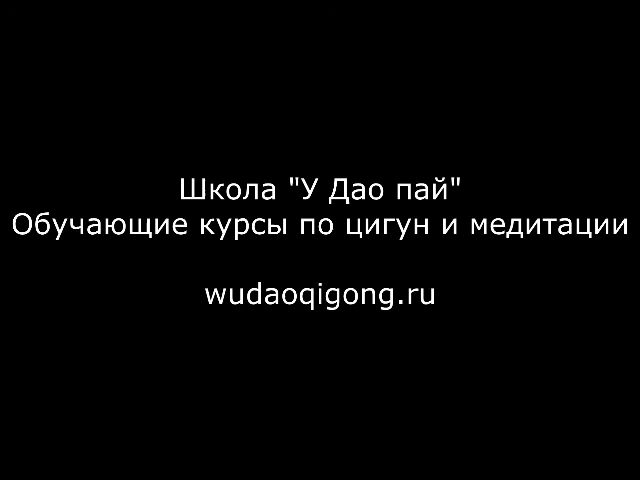 Школа "У Дао пай"
Обучающие курсы по цигун и медитации
wudaoqigong.ru